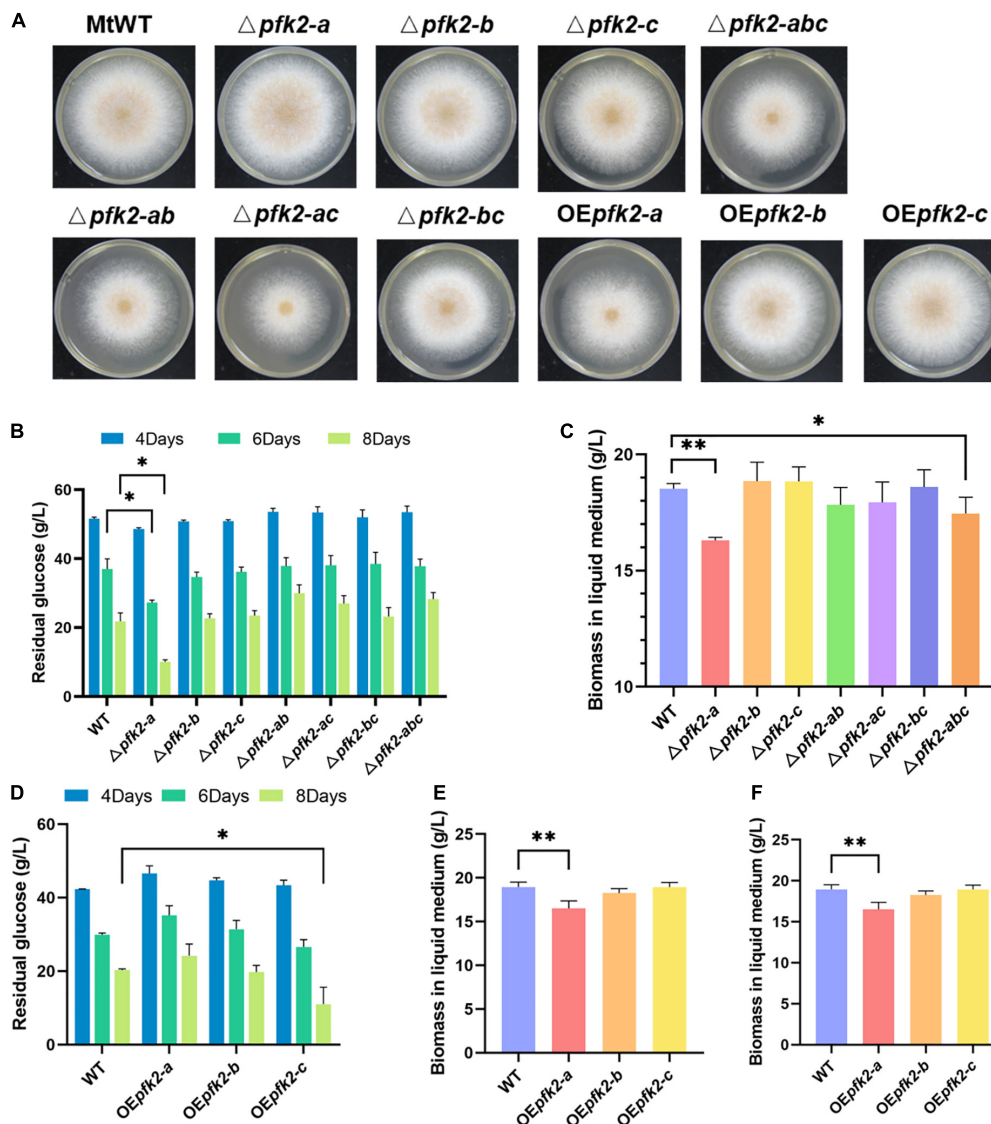 A
MtWT △pfk2-a △pfk2-b △pfk2-c △pfk2-abc
△pfk2-ab △pfk2-ac △pfk2-bc OEpfk2-a OEpfk2-b OEpfk2-c
B
4Days 6Days 8Days
*
*
Residual glucose (g/L)
60
40
20
0
WT △pfk2-a △pfk2-b △pfk2-c △pfk2-ab △pfk2-ac △pfk2-bc △pfk2-abc
C
*
**
Biomass in liquid medium (g/L)
20
18
15
13
10
WT △pfk2-a △pfk2-b △pfk2-c △pfk2-ab △pfk2-ac △pfk2-bc △pfk2-abc
D
4Days 6Days 8Days
*
Residual glucose (g/L)
60
40
20
0
WT OEpfk2-a OEpfk2-b OEpfk2-c
E
**
Biomass in liquid medium (g/L)
25
20
15
10
5
0
WT OEpfk2-a OEpfk2-b OEpfk2-c
F
**
Biomass in liquid medium (g/L)
25
20
15
10
5
0
WT OEpfk2-a OEpfk2-b OEpfk2-c